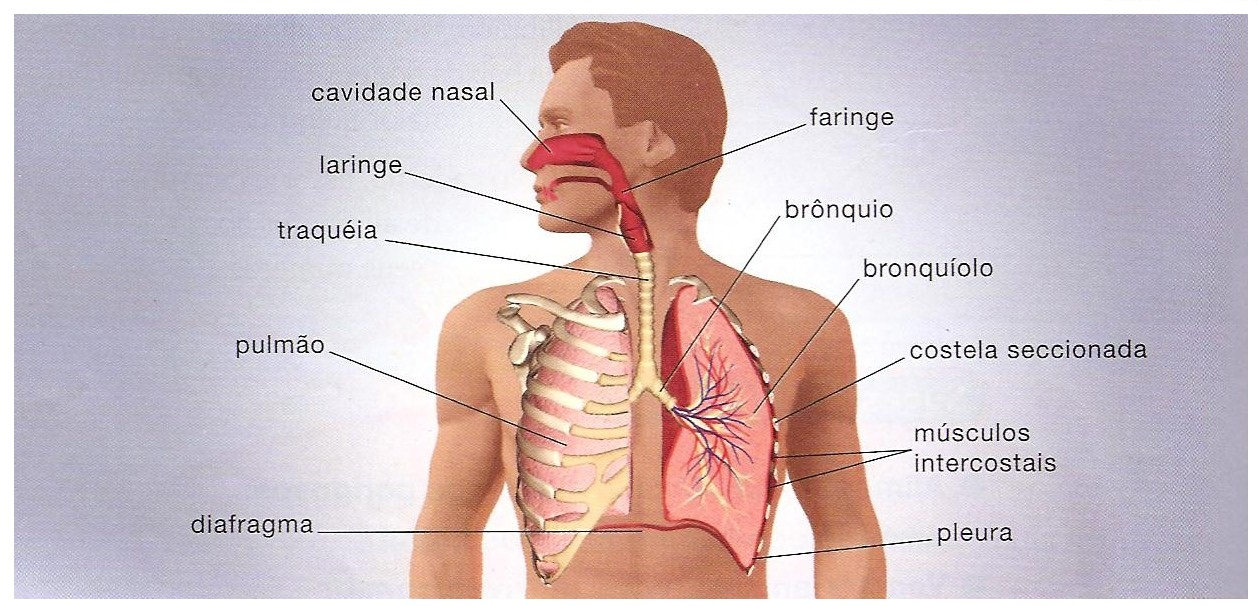 cavidade nasal
faringe
laringe
brônquio
traquéia
bronquíolo
pulmão
costela seccionada
músculos
intercostais
diafragma
pleura